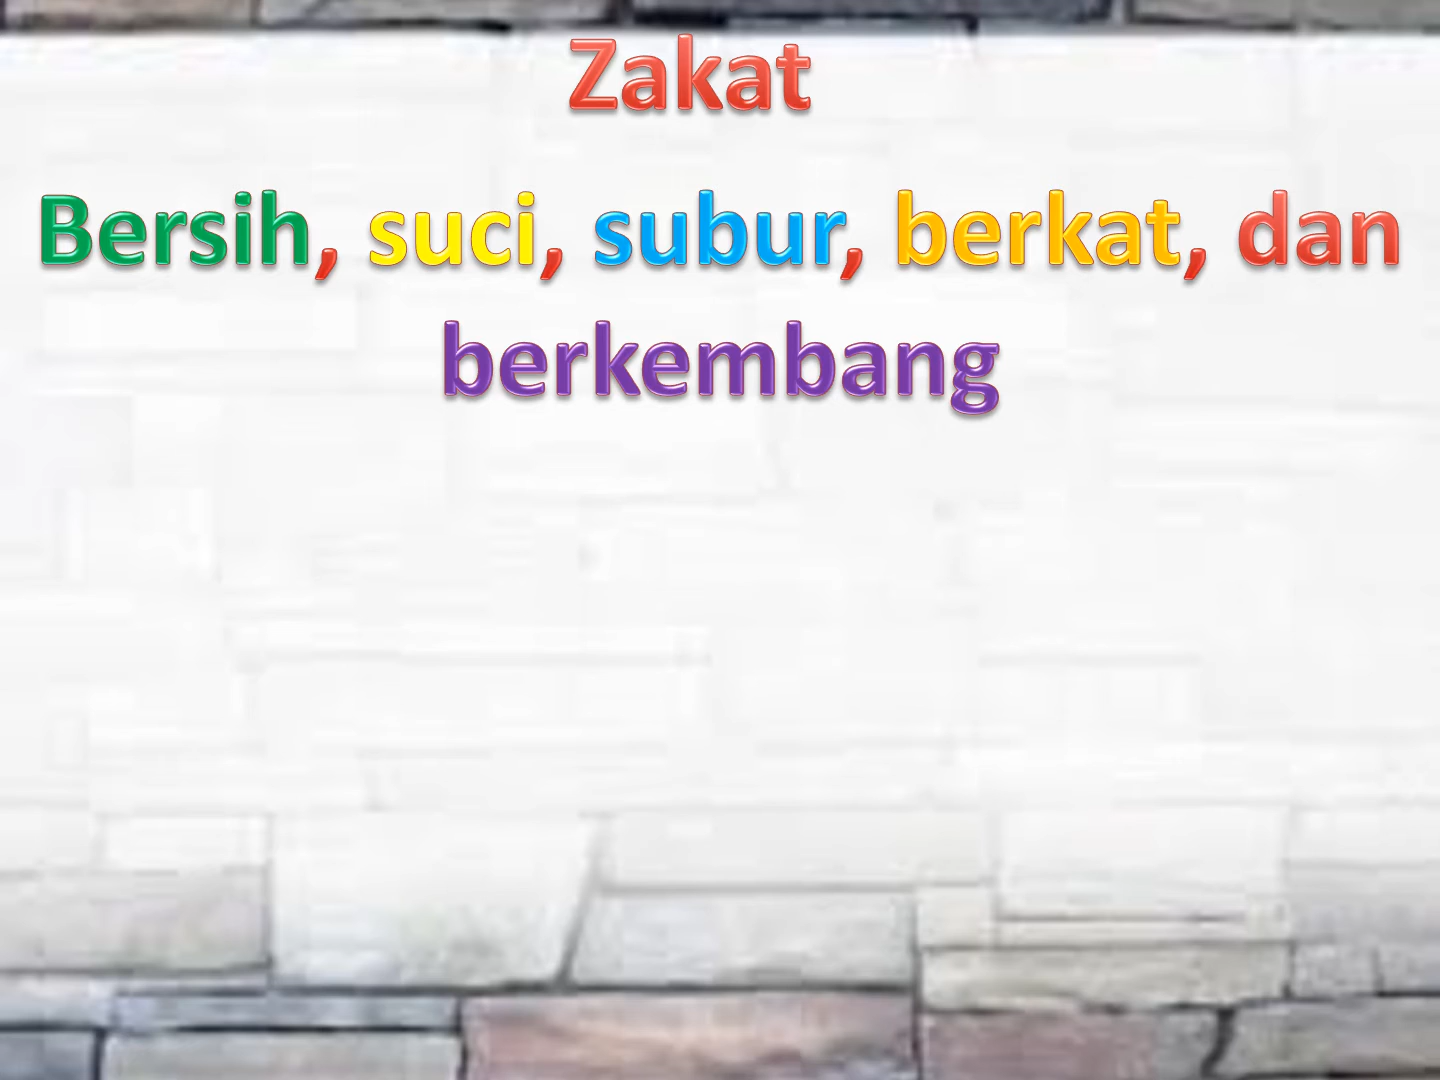 Zakat
Bersih, suci, subur, berkat, dan
berkembang